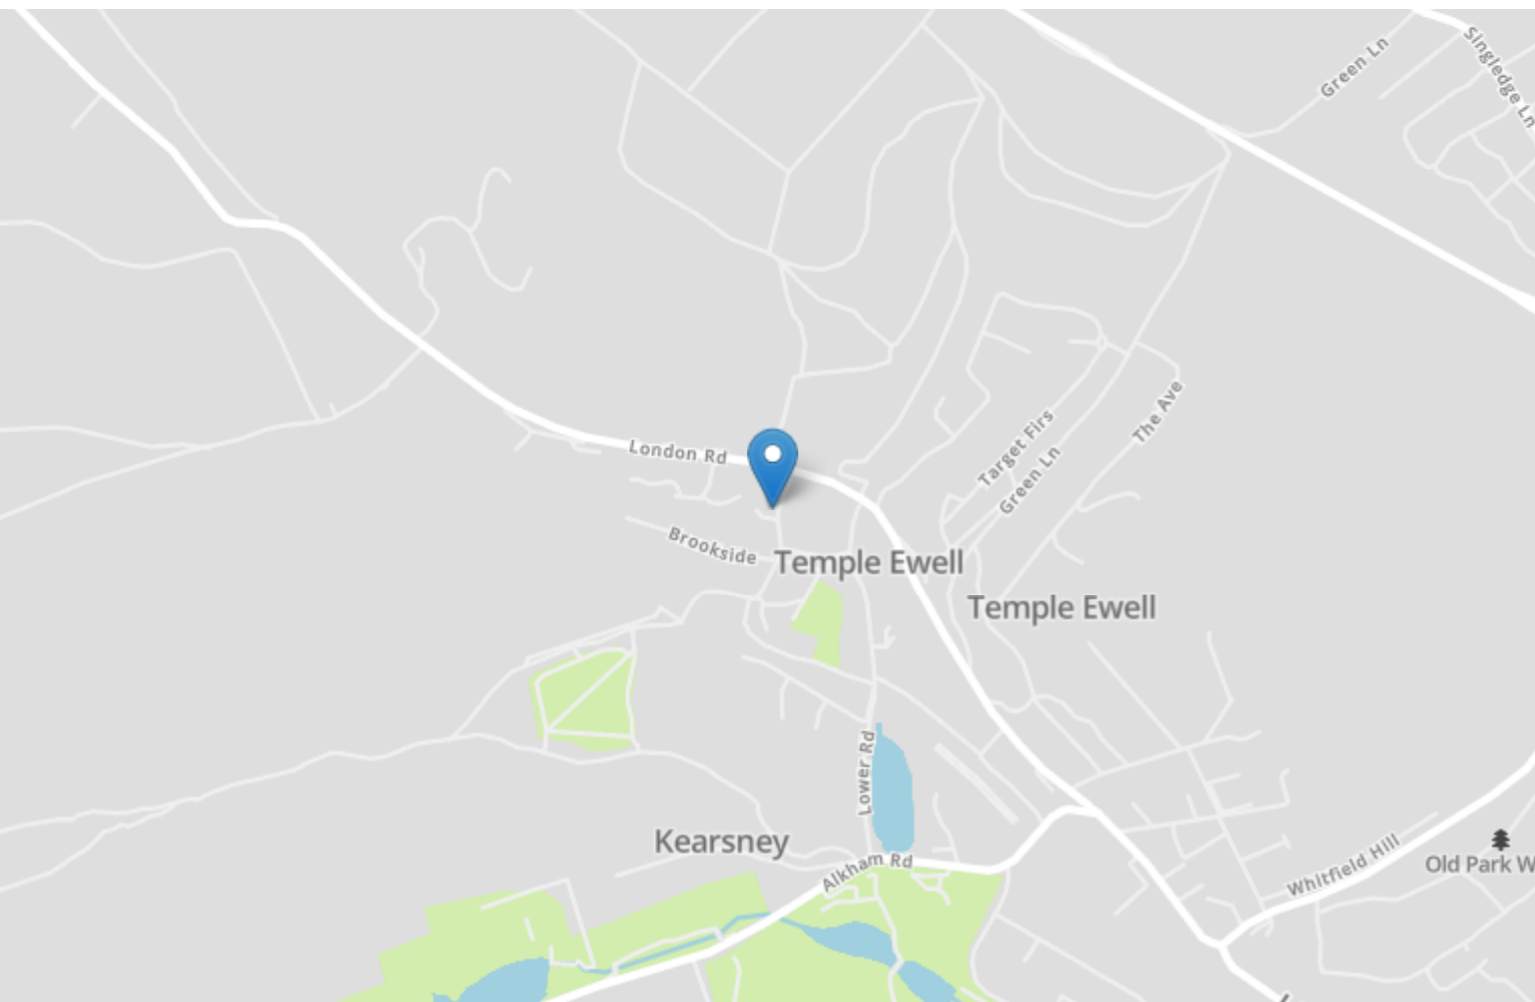 Green Ln
Singledge Ln
London Rd
Target Firs
Green Ln
The Ave
Brookside
Temple Ewell
Temple Ewell
Lower Rd
Kearsney
Alkham Rd
Whitfield Hill
Old Park W